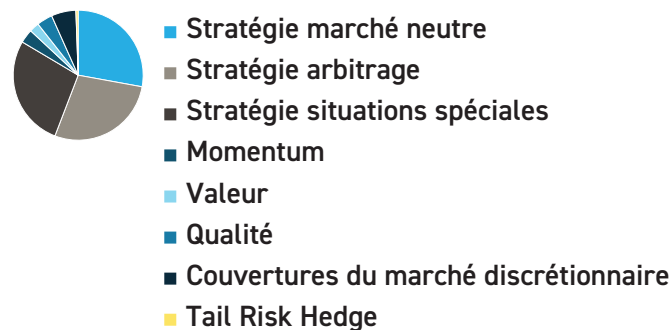 Stratégie marché neutre
Stratégie arbitrage
Stratégie situations spéciales
Momentum
Valeur
Qualité
Couvertures du marché discrétionnaire
Tail Risk Hedge